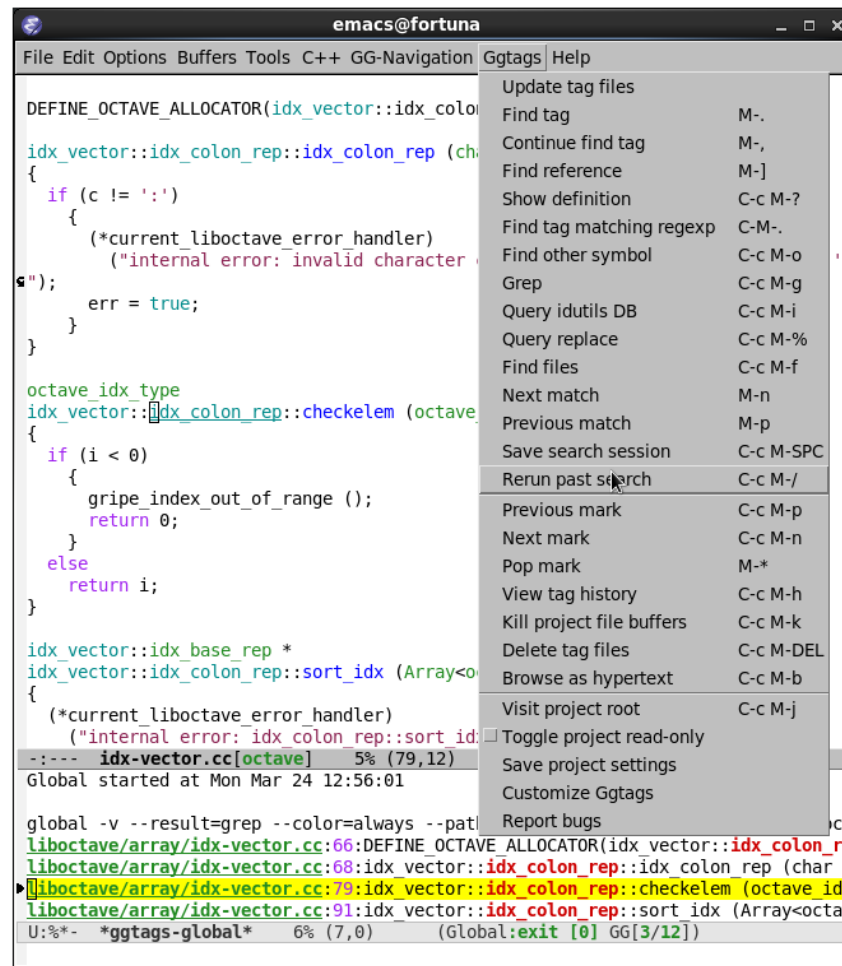 emacs@fortuna
File Edit Options Buffers Tools C++ GG-Navigation Ggtags Help
DEFINE_OCTAVE_ALLOCATOR(idx_vector::idx_colo
idx_vector::idx_colon_rep::idx_colon_rep (cha
{
if (c != ':')
{
(*current_liboctave_error_handler)
("internal error: invalid character
");
err = true;
}
}
octave_idx_type
idx_vector::idx_colon_rep::checkelem (octave_
{
if (i < 0)
{
gripe_index_out_of_range ();
return 0;
}
else
return i;
}
idx_vector::idx_base_rep *
idx_vector::idx_colon_rep::sort_idx (Array<o
{
(*current_liboctave_error_handler)
("internal error: idx_colon_rep::sort_id
-:--- idx-vector.cc[octave] 5% (79,12)
Update tag files
Find tag M-.
Continue find tag M-,
Find reference M-]
Show definition C-c M-?
Find tag matching regexp C-M-.
Find other symbol C-c M-o
Grep C-c M-g
Query idutils DB C-c M-i
Query replace C-c M-%
Find files C-c M-f
Next match M-n
Previous match M-p
Save search session C-c M-SPC
Rerun past search C-c M-/
Previous mark C-c M-p
Next mark C-c M-n
Pop mark M-*
View tag history C-c M-h
Kill project file buffers C-c M-k
Delete tag files C-c M-DEL
Browse as hypertext C-c M-b
Visit project root C-c M-j
Toggle project read-only
Save project settings
Customize Ggtags
Report bugs
Global started at Mon Mar 24 12:56:01
global -v --result=grep --color=always --pat
liboctave/array/idx-vector.cc:66:DEFINE_OCTAVE_ALLOCATOR(idx_vector::idx_colon_r
liboctave/array/idx-vector.cc:68:idx_vector::idx_colon_rep::idx_colon_rep (char
liboctave/array/idx-vector.cc:79:idx_vector::idx_colon_rep::checkelem (octave_id
liboctave/array/idx-vector.cc:91:idx_vector::idx_colon_rep::sort_idx (Array<octa
U:%*- *ggtags-global* 6% (7,0) (Global:exit [0] GG[3/12])